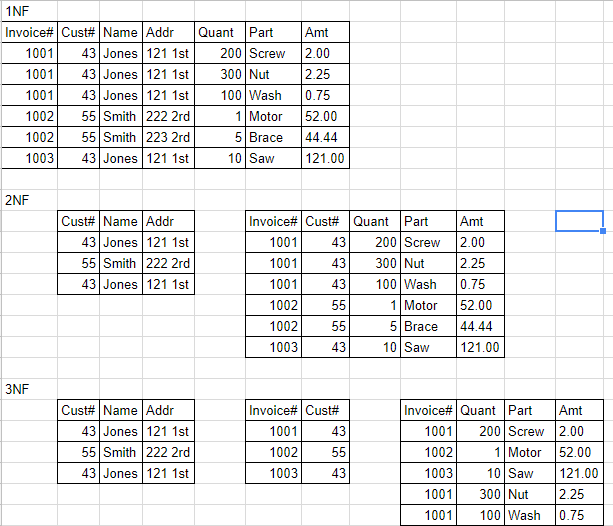 1NF
Invoice# Cust# Name Addr Quant Part Amt
1001 43 Jones 121 1st 200 Screw 2.00
1001 43 Jones 121 1st 300 Nut 2.25
1001 43 Jones 121 1st 100 Wash 0.75
1002 55 Smith 222 2rd 1 Motor 52.00
1002 55 Smith 223 2rd 5 Brace 44.44
1003 43 Jones 121 1st 10 Saw 121.00
2NF
Cust# Name Addr Invoice# Cust# Quant Part Amt
43 Jones 121 1st 1001 43 200 Screw 2.00
55 Smith 222 2rd 1001 43 300 Nut 2.25
43 Jones 121 1st 1001 43 100 Wash 0.75
1002 55 1 Motor 52.00
1002 55 5 Brace 44.44
1003 43 10 Saw 121.00
3NF
Cust# Name Addr Invoice# Cust# Invoice# Quant Part Amt
43 Jones 121 1st 1001 43 1001 200 Screw 2.00
55 Smith 222 2rd 1002 55 1002 1 Motor 52.00
43 Jones 121 1st 1003 43 1003 10 Saw 121.00
1001 300 Nut 2.25
1001 100 Wash 0.75